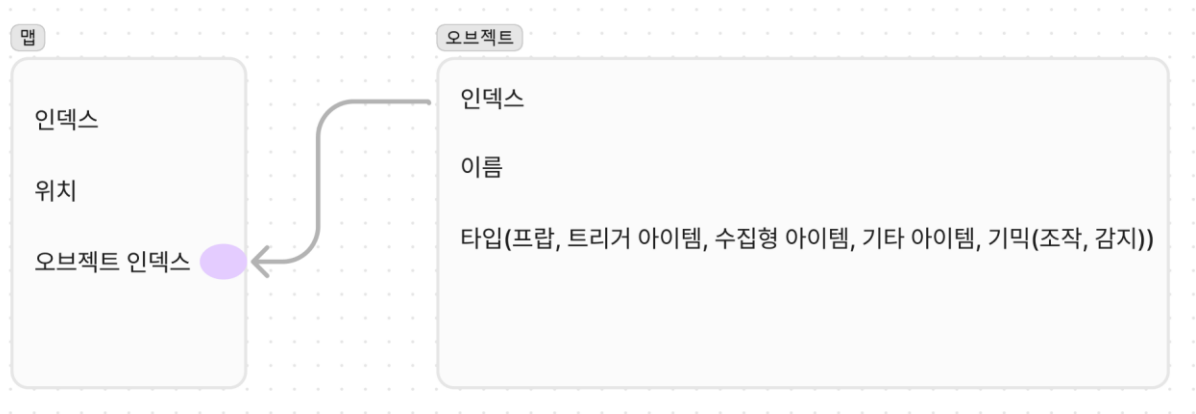 맵
인덱스
위치
오브젝트 인덱스
오브젝트
인덱스
이름
타입(프랍, 트리거 아이템, 수집형 아이템, 기타 아이템, 기믹(조작, 감지))